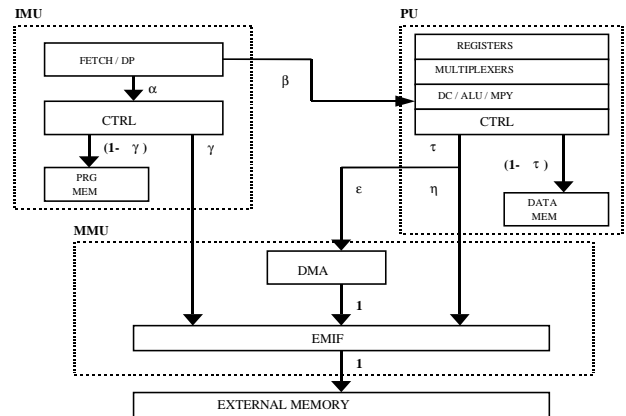 IMU
PU
FETCH / DP
REGISTERS
MULTIPLEXERS
DC / ALU / MPY
CTRL
α
β
CTRL
(1- γ)
γ
τ
(1- τ)
PRG
MEM
ε
η
DATA
MEM
MMU
DMA
1
EMIF
1
EXTERNAL MEMORY